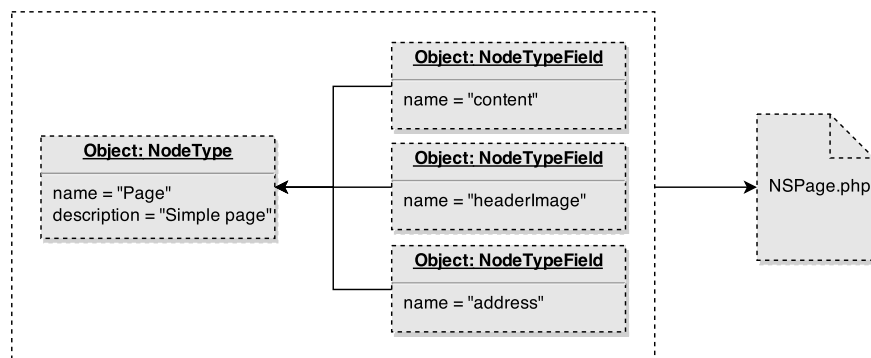 Object: NodeType
name = "Page"
description = "Simple page"
Object: NodeTypeField
name = "content"
Object: NodeTypeField
name = "headerImage"
Object: NodeTypeField
name = "address"
NSPage.php